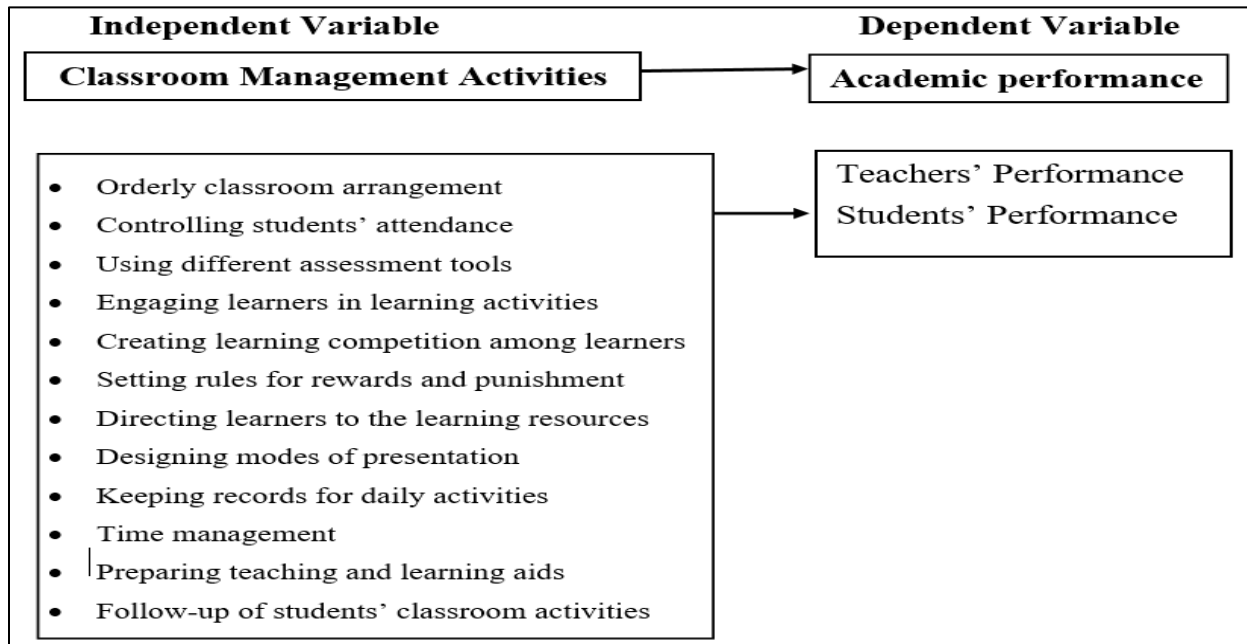 Independent Variable
Dependent Variable
Classroom Management Activities
Academic performance
• Orderly classroom arrangement
• Controlling students’ attendance
• Using different assessment tools
• Engaging learners in learning activities
• Creating learning competition among learners
• Setting rules for rewards and punishment
• Directing learners to the learning resources
• Designing modes of presentation
• Keeping records for daily activities
• Time management
• Preparing teaching and learning aids
• Follow-up of students’ classroom activities
Teachers’ Performance
Students’ Performance